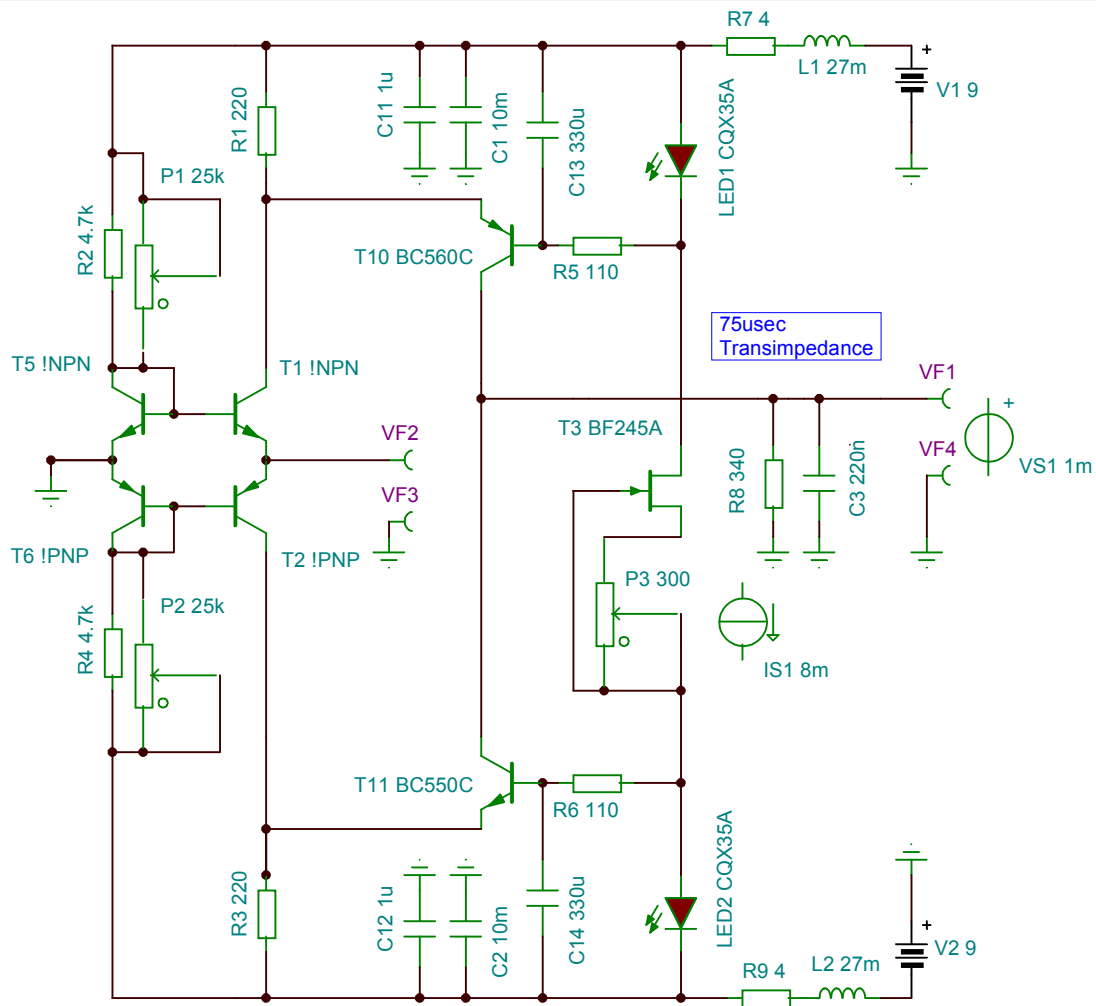 R7 4
L1 27m
+
V1 9
R1 220
C11 1u
C1 10m
C13 330u
LED1 CQX35A
P1 25k
R2 4.7k
T10 BC560C
R5 110
75usec
Transimpedance
T5 !NPN
T1 !NPN
VF1
+
T3 BF245A
VF2
VF4
VS1 1m
VF3
R8 340
C3 220n
T6 !PNP
T2 !PNP
P3 300
P2 25k
R4 4.7k
IS1 8m
T11 BC550C
R6 110
R3 220
C12 1u
C2 10m
C14 330u
LED2 CQX35A
+
V2 9
L2 27m
R9 4